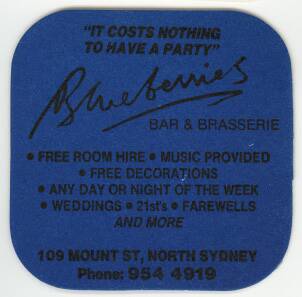 "IT COSTS NOTHING
TO HAVE A PARTY"
Blueberries
BAR & BRASSERIE
• FREE ROOM HIRE • MUSIC PROVIDED
• FREE DECORATIONS
• ANY DAY OR NIGHT OF THE WEEK
• WEDDINGS • 21st's • FAREWELLS
AND MORE
109 MOUNT ST, NORTH SYDNEY
Phone: 954 4919